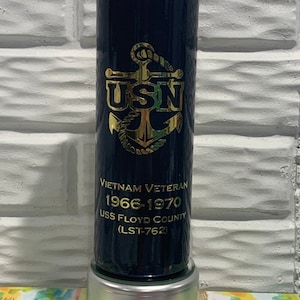 USN
VIETNAM VETERAN
1966-1970
USS FLOYD COUNTY
(LST-762)